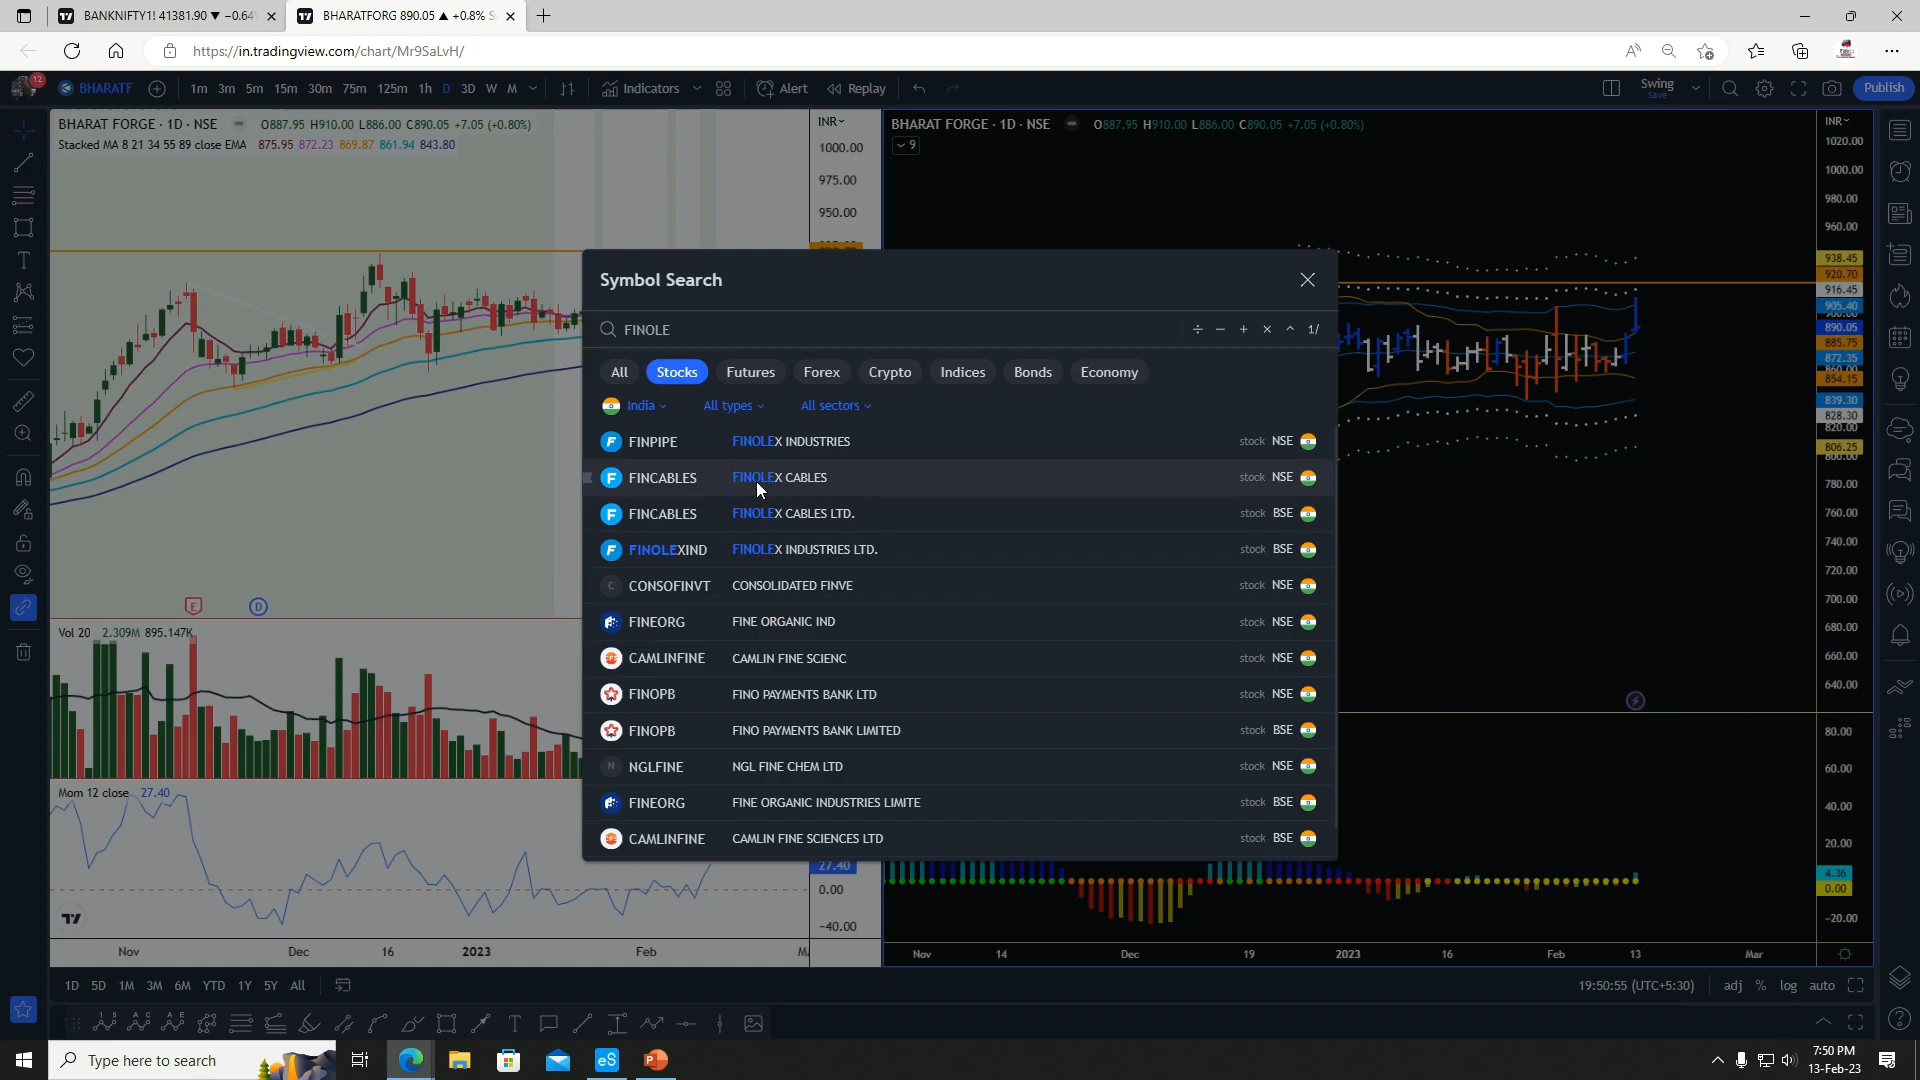 BANKNIFTY1! 41381.90 ▼ −0.64
BHARATFORG 890.05 ▲ +0.8% S
https://in.tradingview.com/chart/Mr9SaLvH/
12 BHARATF 1m 3m 5m 15m 30m 75m 125m 1h D 3D W M Indicators Alert Replay Swing Save Publish
BHARAT FORGE · 1D · NSE O887.95 H910.00 L886.00 C890.05 +7.05 (+0.80%)
Stacked MA 8 21 34 55 89 close EMA 875.95 872.23 869.87 861.94 843.80
INR
1000.00
975.00
950.00
BHARAT FORGE · 1D · NSE O887.95 H910.00 L886.00 C890.05 +7.05 (+0.80%)
9
INR
1020.00
1000.00
980.00
960.00
938.45
920.70
916.45
905.40
890.05
885.75
872.35
854.15
839.30
828.30
820.00
806.25
800.00
780.00
760.00
740.00
720.00
700.00
680.00
660.00
640.00
Symbol Search
FINOLE 1/
All Stocks Futures Forex Crypto Indices Bonds Economy
India All types All sectors
FINPIPE FINOLEX INDUSTRIES stock NSE
FINCABLES FINOLEX CABLES stock NSE
FINCABLES FINOLEX CABLES LTD. stock BSE
FINOLEXIND FINOLEX INDUSTRIES LTD. stock BSE
C CONSOFINVT CONSOLIDATED FINVE stock NSE
FINEORG FINE ORGANIC IND stock NSE
CAMLINFINE CAMLIN FINE SCIENC stock NSE
FINOPB FINO PAYMENTS BANK LTD stock NSE
FINOPB FINO PAYMENTS BANK LIMITED stock BSE
N NGLFINE NGL FINE CHEM LTD stock NSE
FINEORG FINE ORGANIC INDUSTRIES LIMITE stock BSE
CAMLINFINE CAMLIN FINE SCIENCES LTD stock BSE
E D
Vol 20 2.309M 895.147K
Mom 12 close 27.40
27.40
0.00
−40.00
80.00
60.00
40.00
20.00
4.36
0.00
−20.00
Nov Dec 16 2023 Feb
Nov 14 Dec 19 2023 16 Feb 13 Mar
1D 5D 1M 3M 6M YTD 1Y 5Y All
19:50:55 (UTC+5:30) adj % log auto
Type here to search
eS
7:50 PM
13-Feb-23